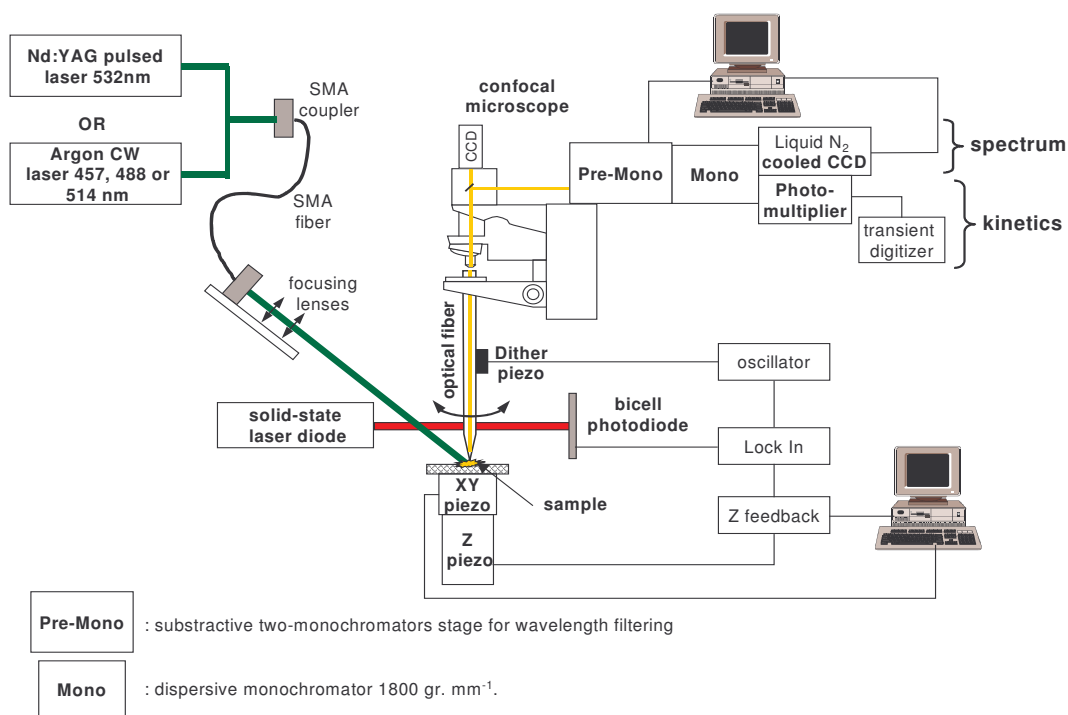 Nd:YAG pulsed
laser 532nm
OR
Argon CW
laser 457, 488 or
514 nm
SMA
coupler
SMA
fiber
focusing
lenses
confocal
microscope
CCD
Pre-Mono
Mono
Liquid N₂
cooled CCD
Photo-
multiplier
transient
digitizer
spectrum
kinetics
optical fiber
Dither
piezo
oscillator
solid-state
laser diode
bicell
photodiode
Lock In
XY
piezo
sample
Z feedback
Z
piezo
Pre-Mono : substractive two-monochromators stage for wavelength filtering
Mono : dispersive monochromator 1800 gr. mm⁻¹.